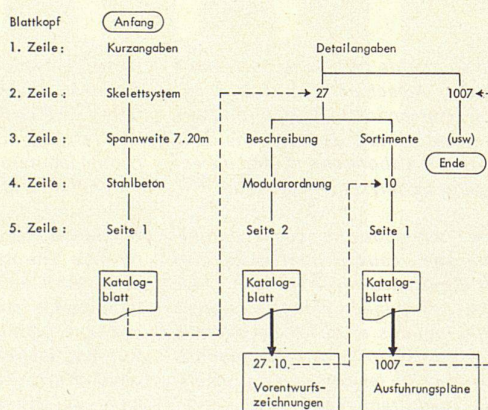 Blattkopf Anfang
1. Zeile: Kurzangaben Detailangaben
2. Zeile: Skelettsystem 27 1007
3. Zeile: Spannweite 7.20m Beschreibung Sortimente (usw)
Ende
4. Zeile: Stahlbeton Modularordnung 10
5. Zeile: Seite 1 Seite 2 Seite 1
Katalog- Katalog- Katalog-
blatt blatt blatt
27.10. 1007
Vorentwurfs- Ausfuhrungspläne
zeichnungen